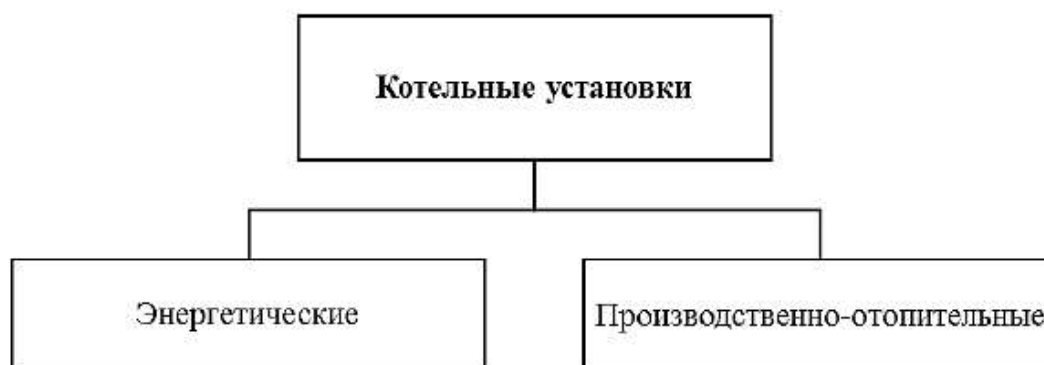 Котельные установки
Энергетические
Производственно-отопительные